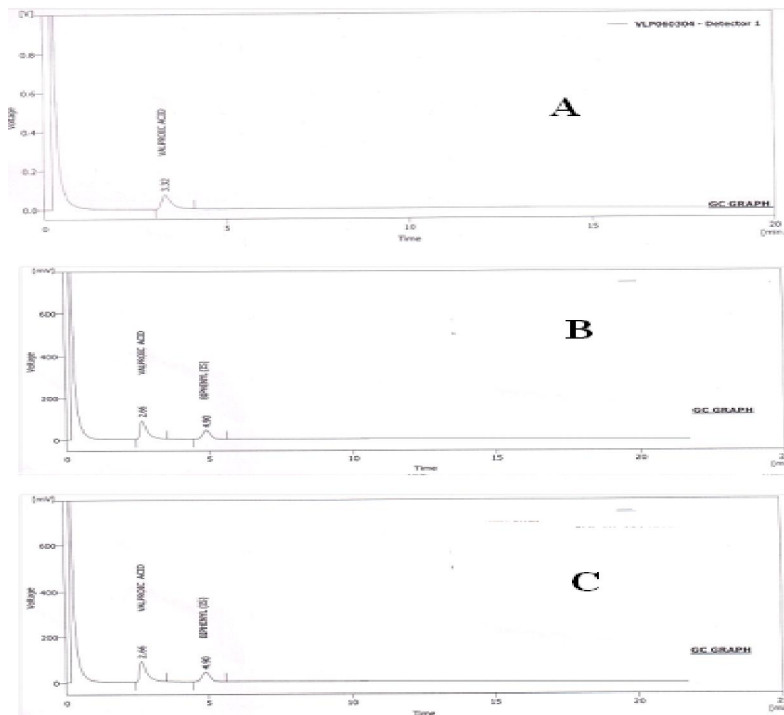 [V]
VLP060304 - Detector 1
0.8
0.6
0.4
0.2
0.0
Voltage
VALPROIC ACID
3.32
A
GC GRAPH
0 5 10 15 20
Time
[min.
[mV]
600
400
200
0
Voltage
VALPROIC ACID
2.66
BIPHENYL (IS)
4.90
B
GC GRAPH
0 5 10 15 20
Time
[mV]
600
400
200
0
Voltage
VALPROIC ACID
2.66
BIPHENYL (IS)
4.90
C
GC GRAPH
0 5 10 15 20
Time